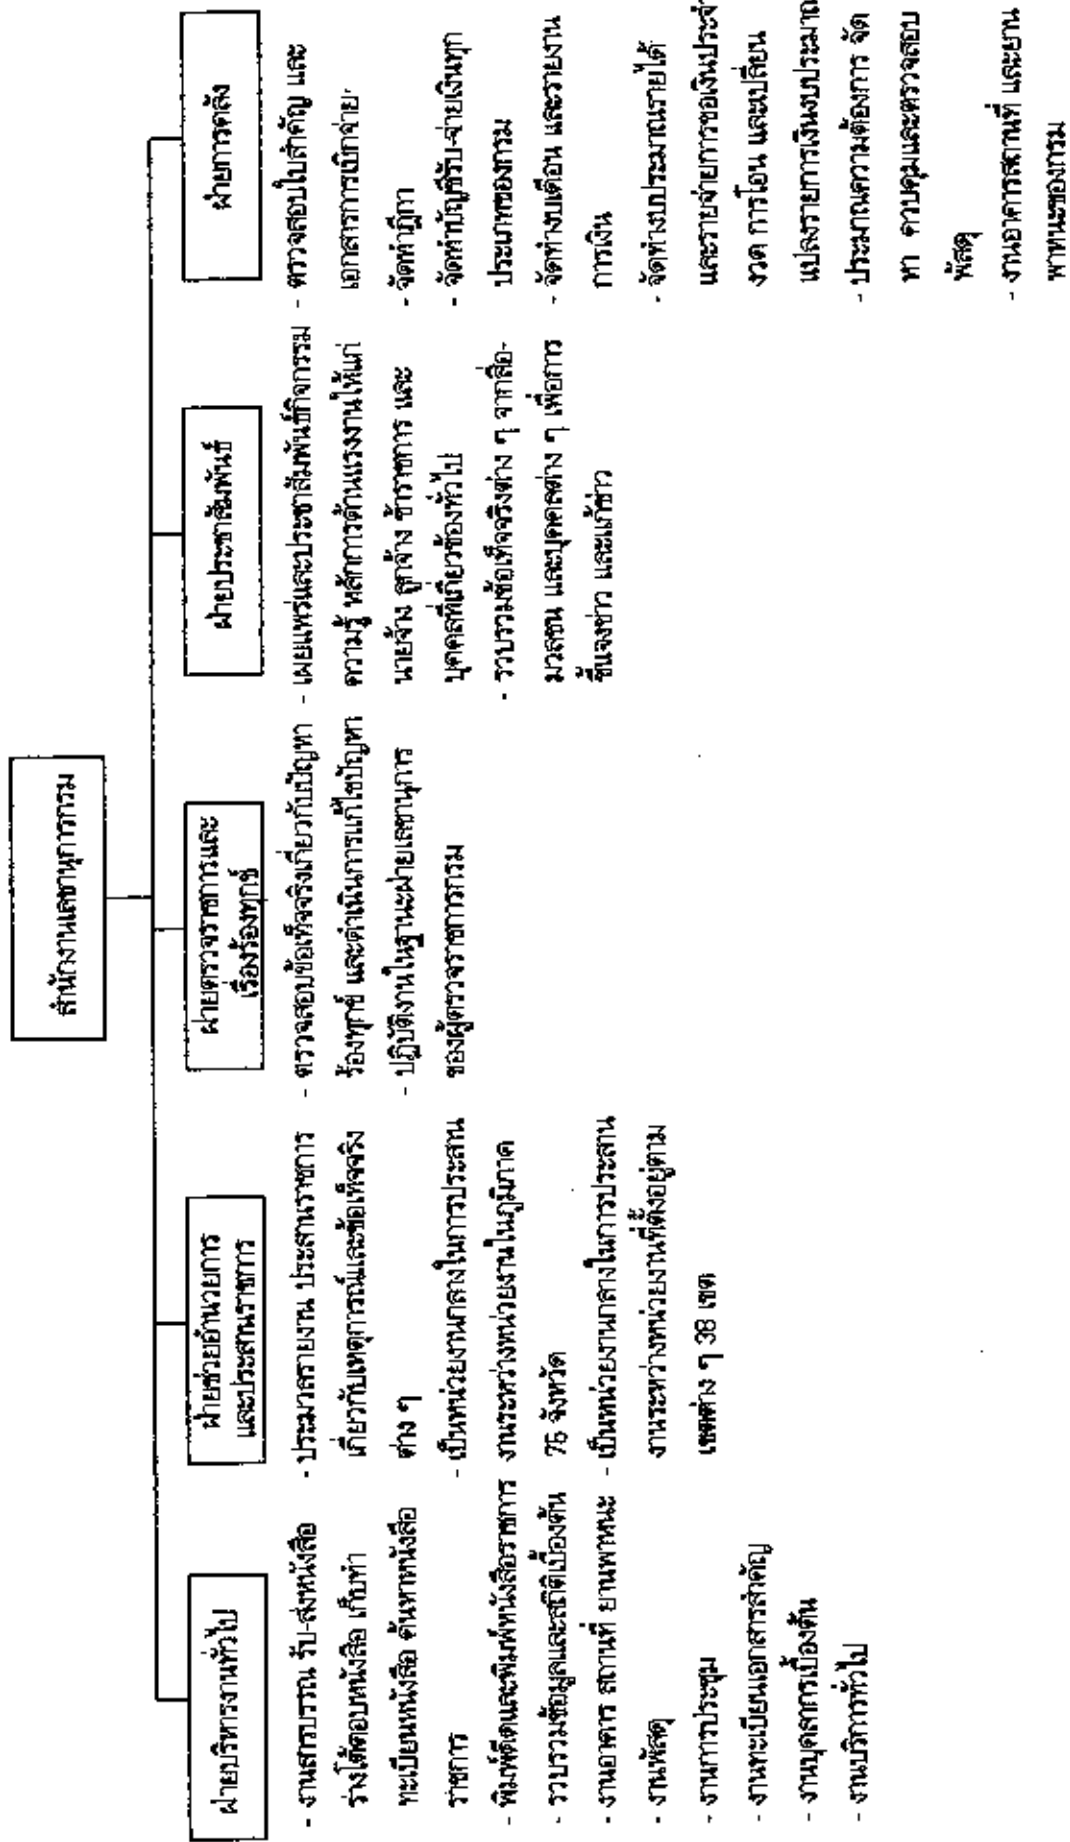 สำนักงานเลขานุการกรม
ฝ่ายบริหารงานทั่วไป
- งานสารบรรณ รับ-ส่งหนังสือ
ร่างโต้ตอบหนังสือ เก็บทำ
ทะเบียนหนังสือ ค้นหาหนังสือ
ราชการ
- พิมพ์ดีดและพิมพ์หนังสือราชการ
- รวบรวมข้อมูลและสถิติเบื้องต้น
- งานอาคาร สถานที่ ยานพาหนะ
- งานพัสดุ
- งานการประชุม
- งานทะเบียนเอกสารสำคัญ
- งานบุคลากรเบื้องต้น
- งานบริการทั่วไป
ฝ่ายช่วยอำนวยการ
และประสานราชการ
- ประมวลรายงาน ประสานราชการ
เกี่ยวกับเหตุการณ์และข้อเท็จจริง
ต่าง ๆ
- เป็นหน่วยงานกลางในการประสาน
งานระหว่างหน่วยงานในภูมิภาค
75 จังหวัด
- เป็นหน่วยงานกลางในการประสาน
งานระหว่างหน่วยงานที่ตั้งอยู่ตาม
เขตต่าง ๆ 38 เขต
ฝ่ายตรวจราชการและ
เรื่องร้องทุกข์
- ตรวจสอบข้อเท็จจริงเกี่ยวกับปัญหา
ร้องทุกข์ และดำเนินการแก้ไขปัญหา
- ปฏิบัติงานในฐานะฝ่ายเลขานุการ
ของผู้ตรวจราชการกรม
ฝ่ายประชาสัมพันธ์
- เผยแพร่และประชาสัมพันธ์กิจกรรม
ความรู้ หลักการด้านแรงงานให้แก่
นายจ้าง ลูกจ้าง ข้าราชการ และ
บุคคลที่เกี่ยวข้องทั่วไป
- รวบรวมข้อเท็จจริงต่าง ๆ จากสื่อ-
มวลชน และบุคคลต่าง ๆ เพื่อการ
ชี้แจงข่าว และแก้ข่าว
ฝ่ายการคลัง
- ตรวจสอบใบสำคัญ และ
เอกสารการเบิกจ่าย-
- จัดทำฎีกา
- จัดทำบัญชีรับ-จ่ายเงินทุก
ประเภทของกรม
- จัดทำงบเดือน และรายงาน
การเงิน
- จัดทำงบประมาณรายได้
และรายจ่ายการขอเงินประจำ
งวด การโอน และเปลี่ยน
แปลงรายการเงินงบประมาณ
- ประมาณความต้องการ จัด
หา ควบคุมและตรวจสอบ
พัสดุ
- งานอาคารสถานที่ และยาน
พาหนะของกรม